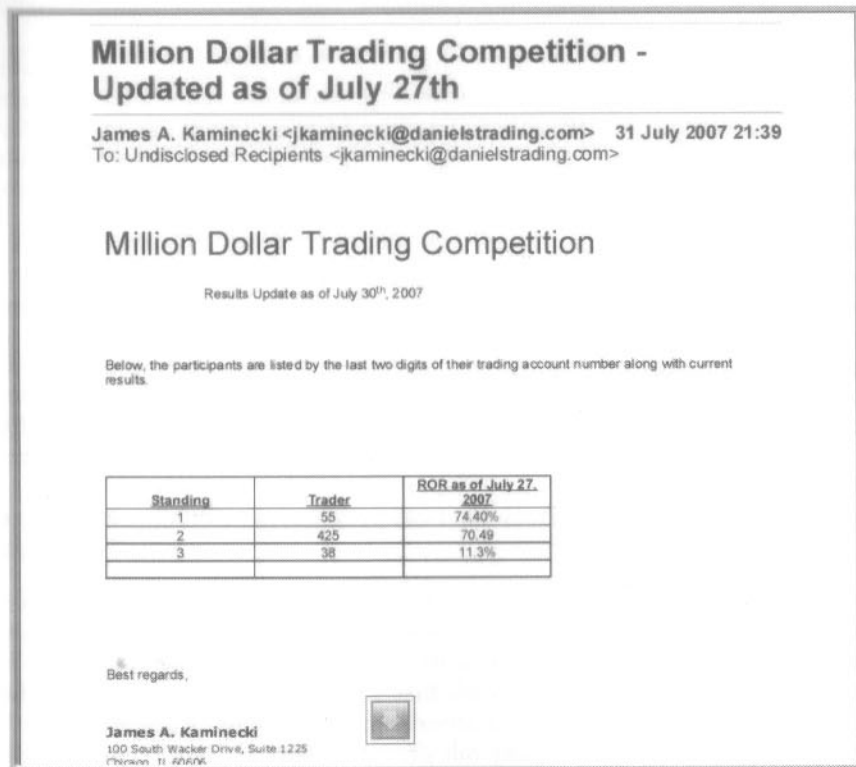 Million Dollar Trading Competition -
Updated as of July 27th
James A. Kaminecki <jkaminecki@danielstrading.com> 31 July 2007 21:39
To: Undisclosed Recipients <jkaminecki@danielstrading.com>
Million Dollar Trading Competition
Results Update as of July 30th, 2007
Below, the participants are listed by the last two digits of their trading account number along with current
results.
ROR as of July 27,
Standing Trader 2007
1 55 74.40%
2 425 70.49
3 38 11.3%
Best regards,
James A. Kaminecki
100 South Wacker Drive, Suite 1225
Chicago, IL 60606